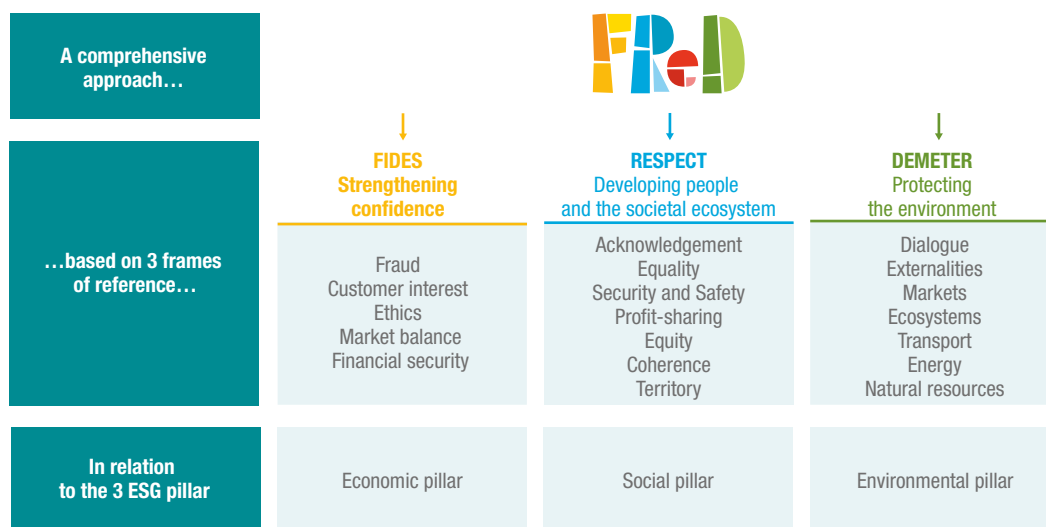 A comprehensive
approach…
FReD
FIDES
Strengthening
confidence
RESPECT
Developing people
and the societal ecosystem
DEMETER
Protecting
the environment
…based on 3 frames
of reference…
Fraud
Customer interest
Ethics
Market balance
Financial security
Acknowledgement
Equality
Security and Safety
Profit-sharing
Equity
Coherence
Territory
Dialogue
Externalities
Markets
Ecosystems
Transport
Energy
Natural resources
In relation
to the 3 ESG pillar
Economic pillar
Social pillar
Environmental pillar